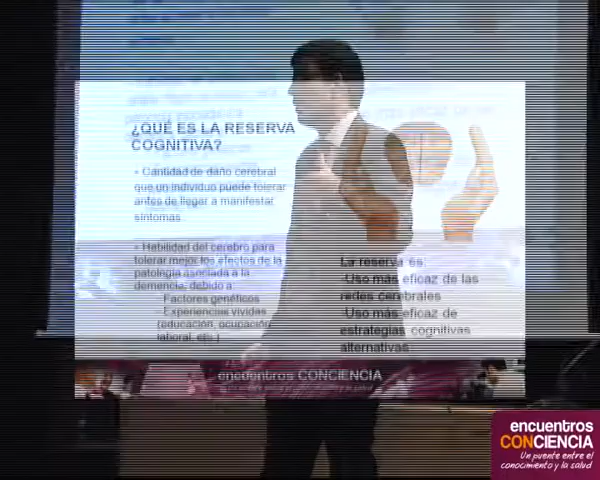 ¿QUÉ ES LA RESERVA
COGNITIVA?
- Cantidad de daño cerebral
que un individuo puede tolerar
antes de llegar a manifestar
síntomas
- Habilidad del cerebro para
tolerar mejor los efectos de la
patología asociada a la
demencia, debido a:
– Factores genéticos
– Experiencias vividas
(educación, ocupación
laboral, etc.)
La reserva es:
-Uso más eficaz de las
redes cerebrales
-Uso más eficaz de
estrategias cognitivas
alternativas
encuentros CONCIENCIA
encuentros
CONCIENCIA
Un puente entre el
conocimiento y la salud